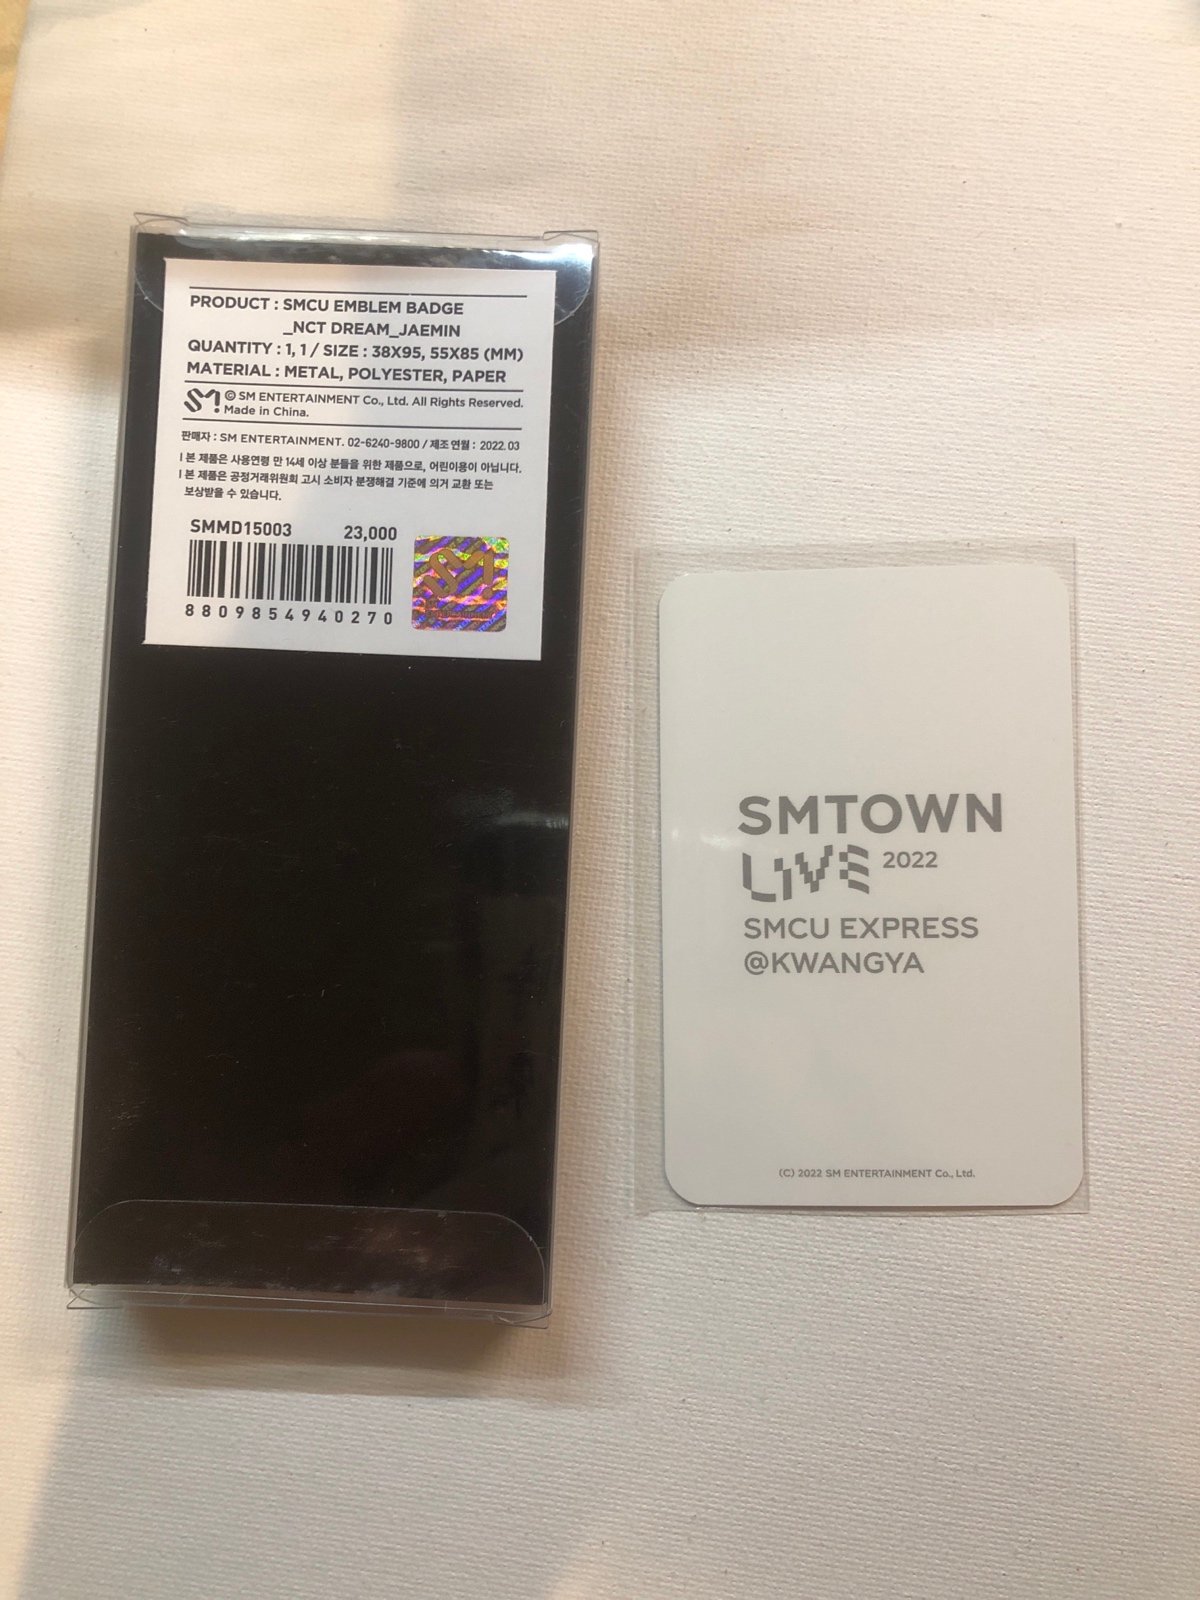 PRODUCT : SMCU EMBLEM BADGE
_NCT DREAM_JAEMIN
QUANTITY : 1, 1 / SIZE : 38X95, 55X85 (MM)
MATERIAL : METAL, POLYESTER, PAPER
SM! © SM ENTERTAINMENT Co., Ltd. All Rights Reserved.
Made in China.
판매자 : SM ENTERTAINMENT. 02-6240-9800 / 제조 연월 : 2022. 03
| 본 제품은 사용연령 만 14세 이상 분들을 위한 제품으로, 어린이용이 아닙니다.
| 본 제품은 공정거래위원회 고시 소비자 분쟁해결 기준에 의거 교환 또는
보상받을 수 있습니다.
SMMD15003 23,000
8809854940270
SM
SMTOWN
LIVE 2022
SMCU EXPRESS
@KWANGYA
(C) 2022 SM ENTERTAINMENT Co., Ltd.